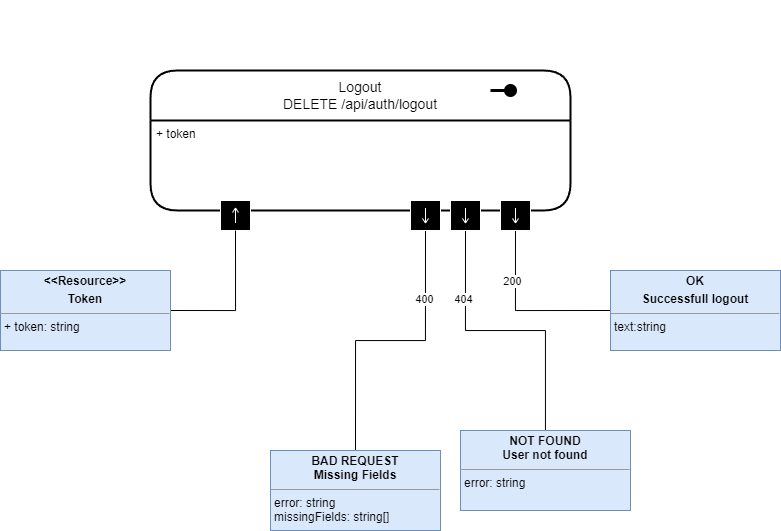 Logout
DELETE /api/auth/logout
+ token
<<Resource>>
Token
+ token: string
400
404
200
OK
Successfull logout
text:string
BAD REQUEST
Missing Fields
error: string
missingFields: string[]
NOT FOUND
User not found
error: string